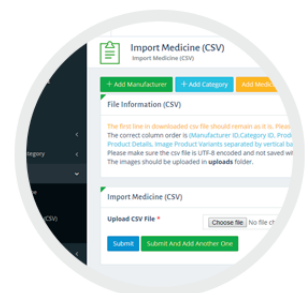 Import Medicine (CSV)
Import Medicine (CSV)
+ Add Manufacturer
+ Add Category
Add Medi
File Information (CSV)
The first line in downloaded csv file should remain as it is. Pleas
The correct column order is (Manufacturer ID,Category ID, Prod
Product Details, Image Product Variants separated by vertical ba
Please make sure the csv file is UTF-8 encoded and not saved wi
The images should be uploaded in uploads folder.
tegory
(CSV)
Import Medicine (CSV)
Upload CSV File *
Choose file No file ch
Submit
Submit And Add Another One